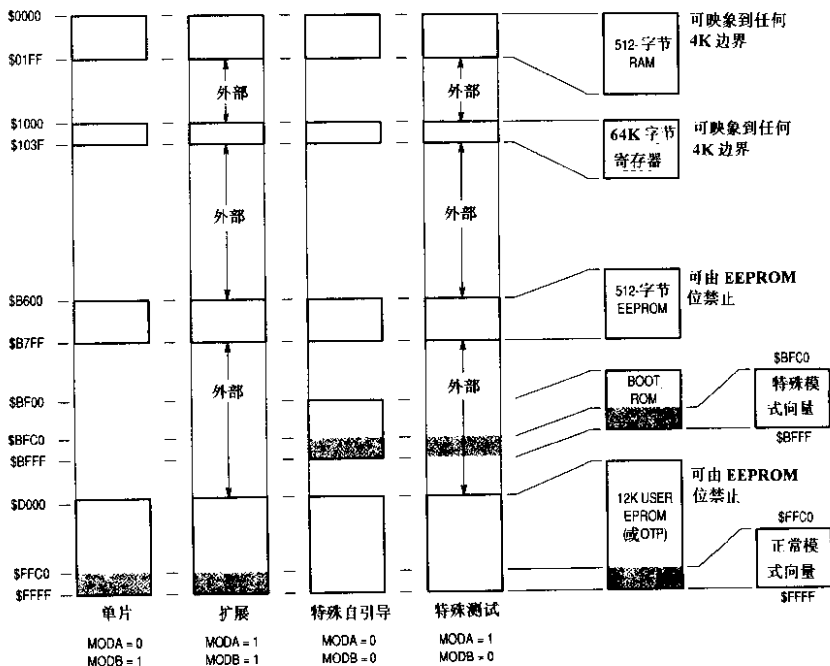 $0000
$01FF
$1000
$103F
$B600
$B7FF
$BF00
$BFC0
$BFFF
$D000
$FFC0
$FFFF
外部
外部
外部
外部
外部
外部
单片
MODA = 0
MODB = 1
扩展
MODA = 1
MODB = 1
特殊自引导
MODA = 0
MODB = 0
特殊测试
MODA = 1
MODB = 0
512-字节
RAM
可映象到任何
4K 边界
64K 字节
寄存器
可映象到任何
4K 边界
512-字节
EEPROM
可由 EEPROM
位禁止
BOOT
ROM
$BFC0
特殊模
式向量
$BFFF
12K USER
EPROM
(或OTP)
可由 EEPROM
位禁止
$FFC0
正常模
式向量
$FFFF